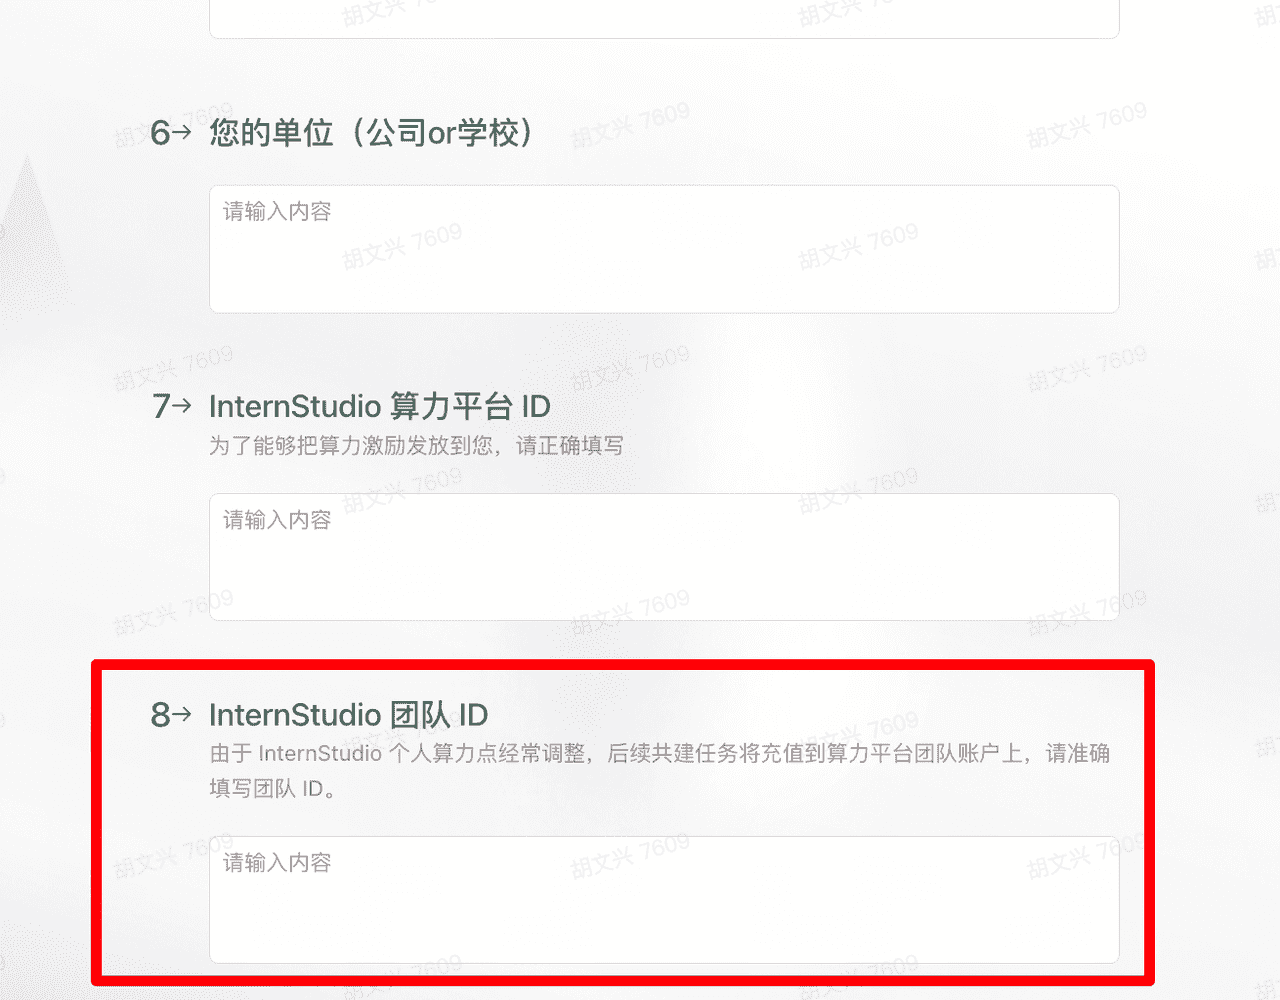 6→ 您的单位（公司or学校）
请输入内容
7→ InternStudio 算力平台 ID
为了能够把算力激励发放到您，请正确填写
请输入内容
8→ InternStudio 团队 ID
由于 InternStudio 个人算力点经常调整，后续共建任务将充值到算力平台团队账户上，请准确
填写团队 ID。
请输入内容
胡文兴 7609